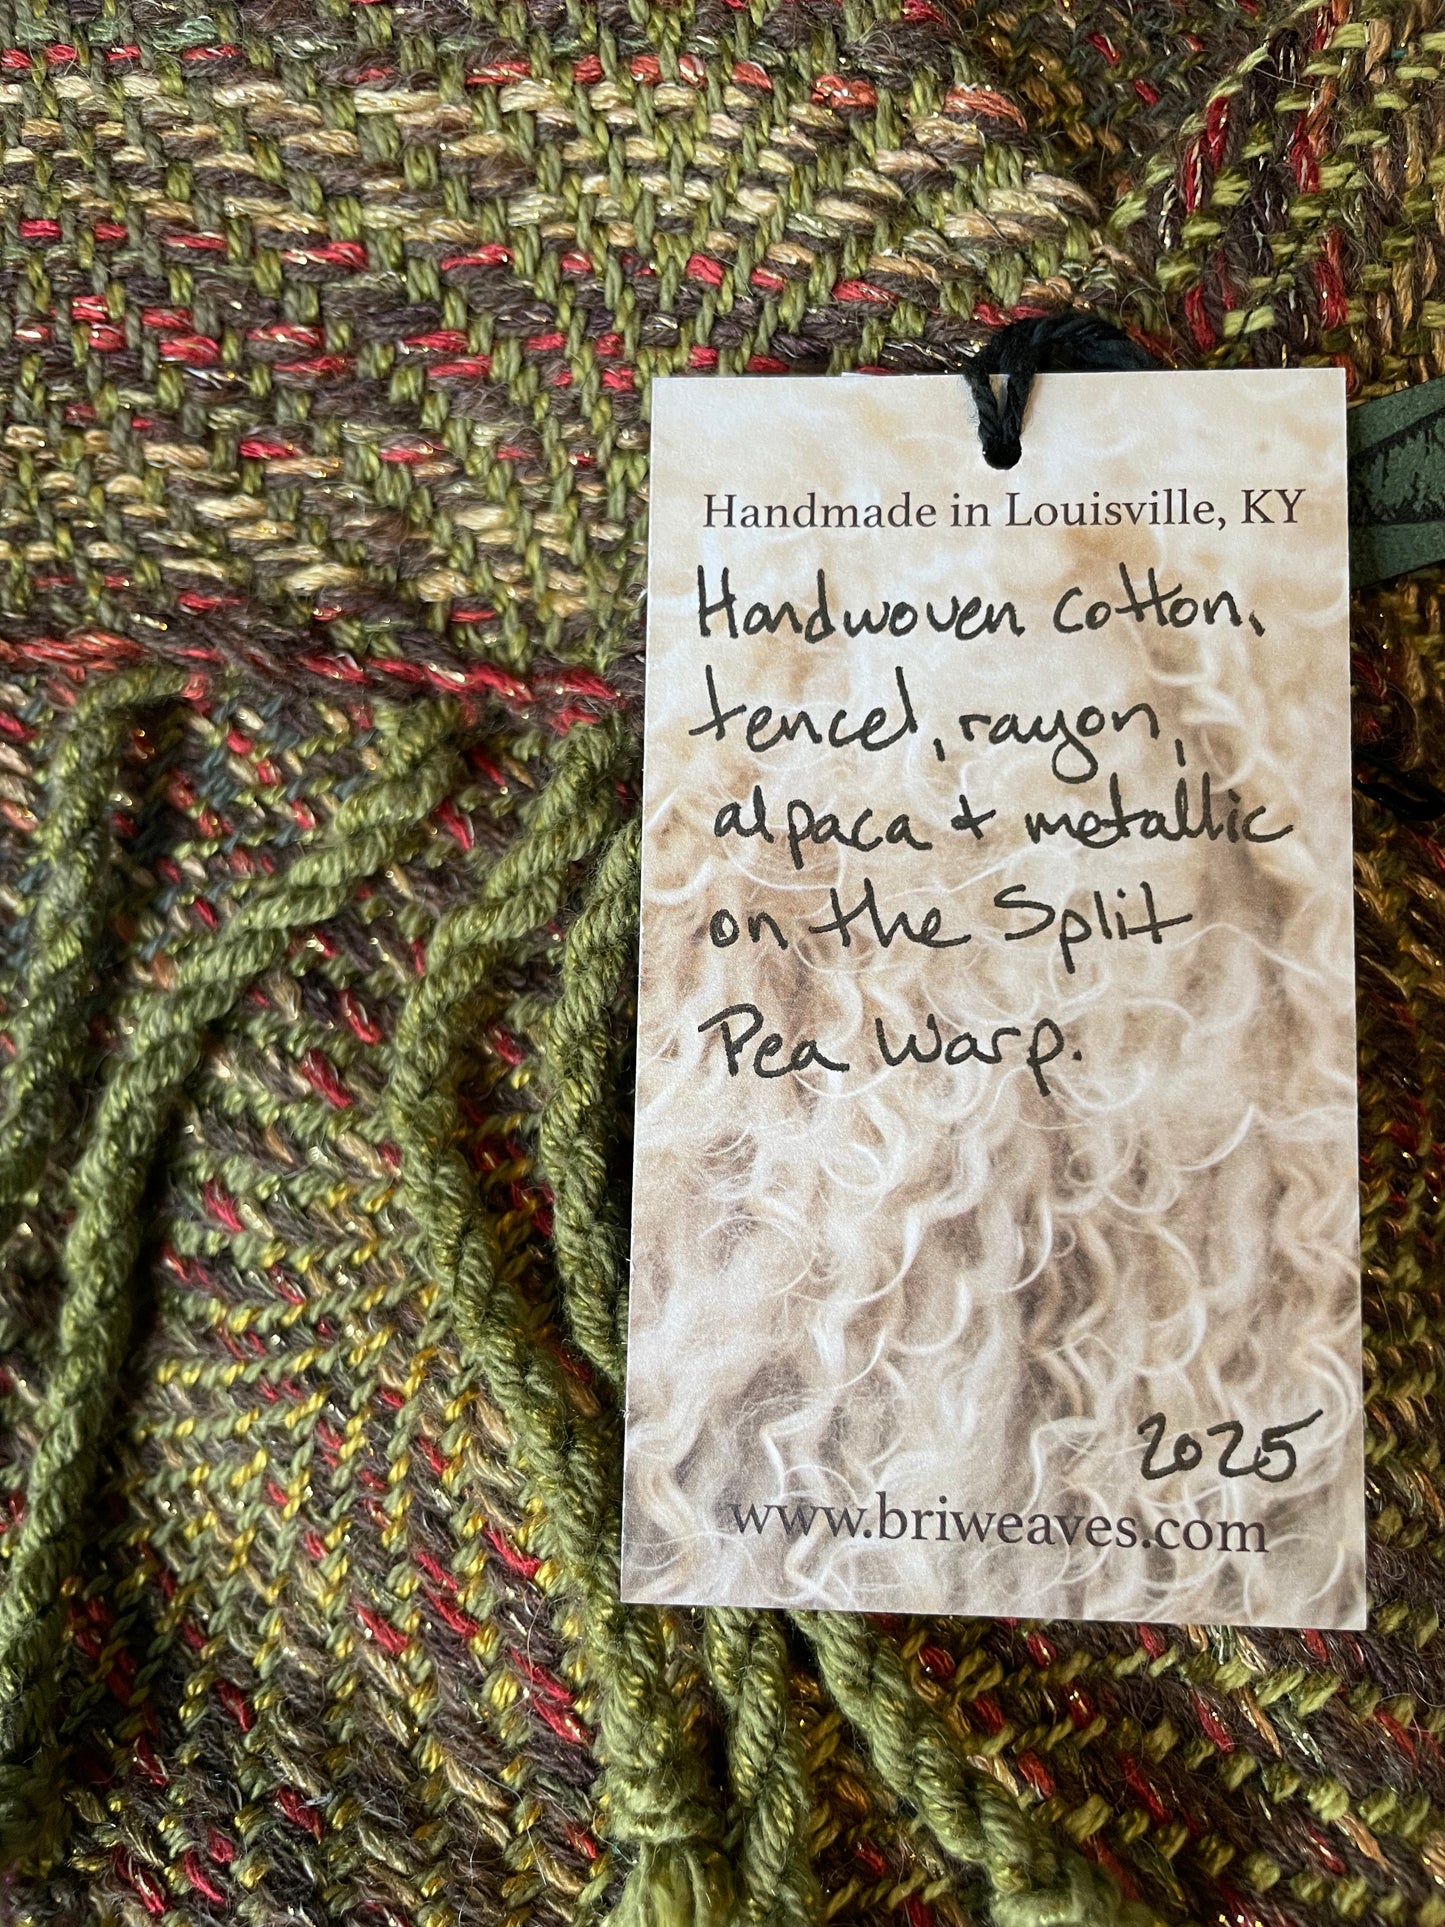 Handmade in Louisville, KY
Handwoven cotton,
tencel, rayon,
alpaca + metallic
on the Split
Pea Warp.
2025
www.briweaves.com